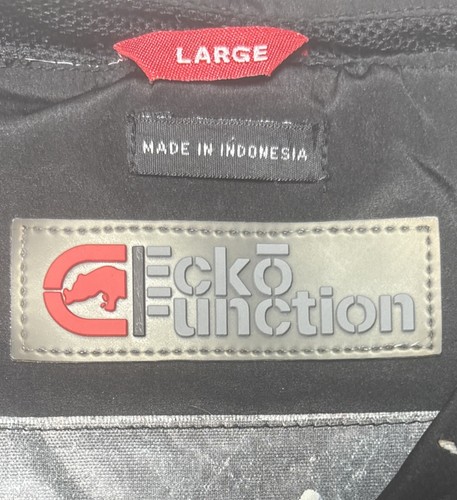 LARGE
MADE IN INDONESIA
Eckō
Function